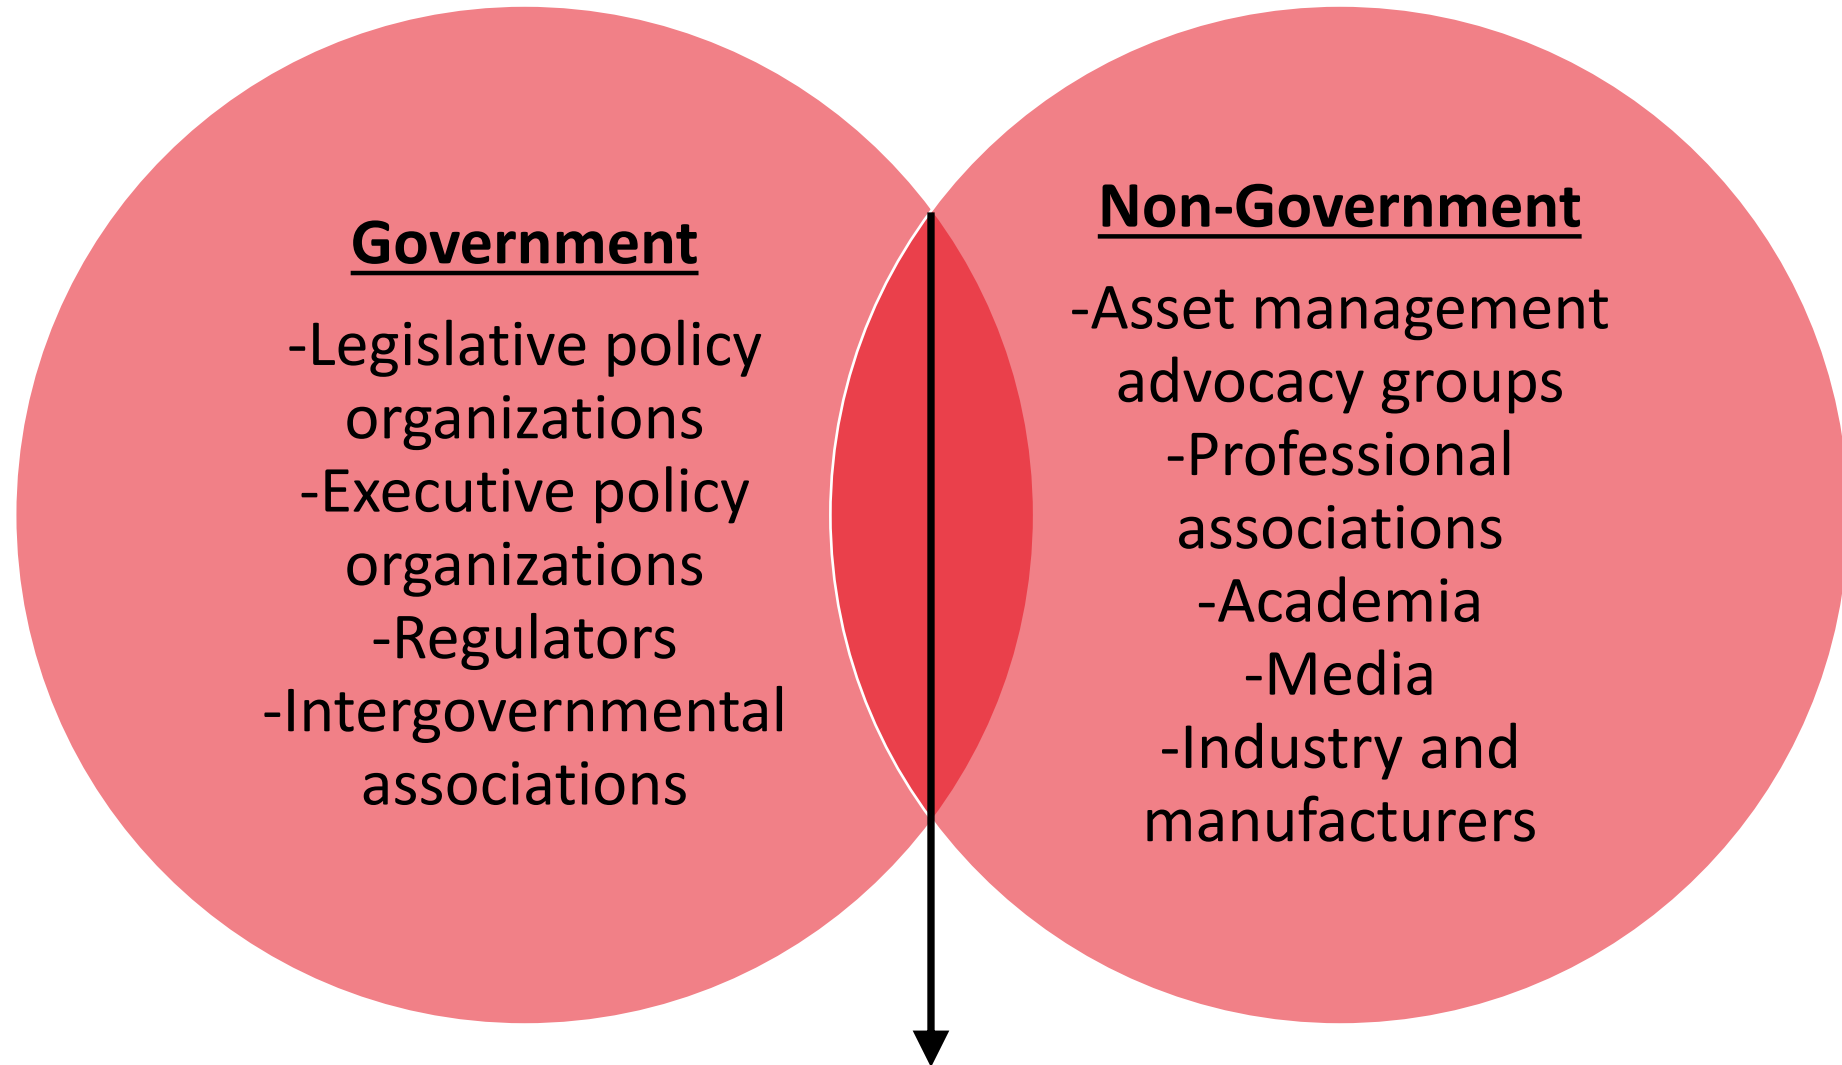 Government
-Legislative policy
organizations
-Executive policy
organizations
-Regulators
-Intergovernmental
associations
Non-Government
-Asset management
advocacy groups
-Professional
associations
-Academia
-Media
-Industry and
manufacturers